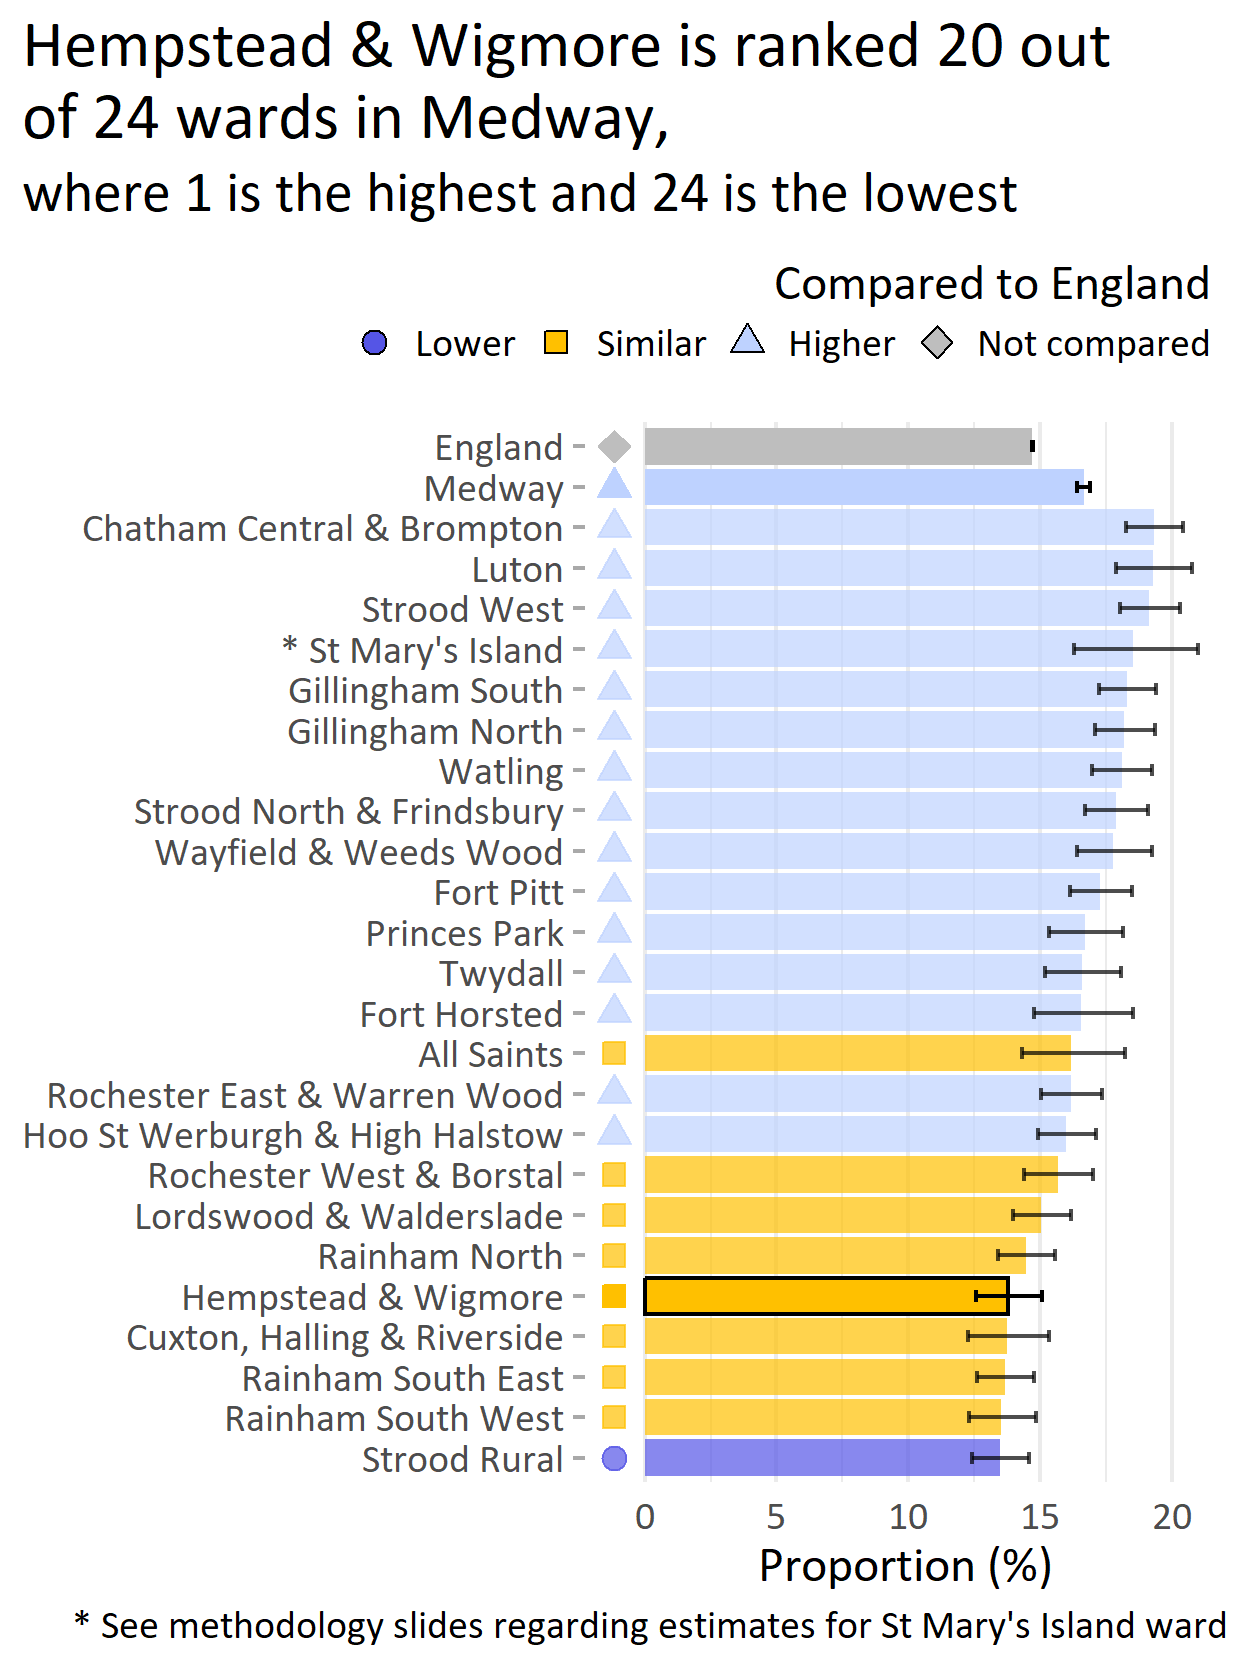 Hempstead & Wigmore is ranked 20 out
of 24 wards in Medway,
where 1 is the highest and 24 is the lowest
Compared to England
Lower Similar Higher Not compared
England
Medway
Chatham Central & Brompton
Luton
Strood West
* St Mary's Island
Gillingham South
Gillingham North
Watling
Strood North & Frindsbury
Wayfield & Weeds Wood
Fort Pitt
Princes Park
Twydall
Fort Horsted
All Saints
Rochester East & Warren Wood
Hoo St Werburgh & High Halstow
Rochester West & Borstal
Lordswood & Walderslade
Rainham North
Hempstead & Wigmore
Cuxton, Halling & Riverside
Rainham South East
Rainham South West
Strood Rural
0 5 10 15 20
Proportion (%)
* See methodology slides regarding estimates for St Mary's Island ward